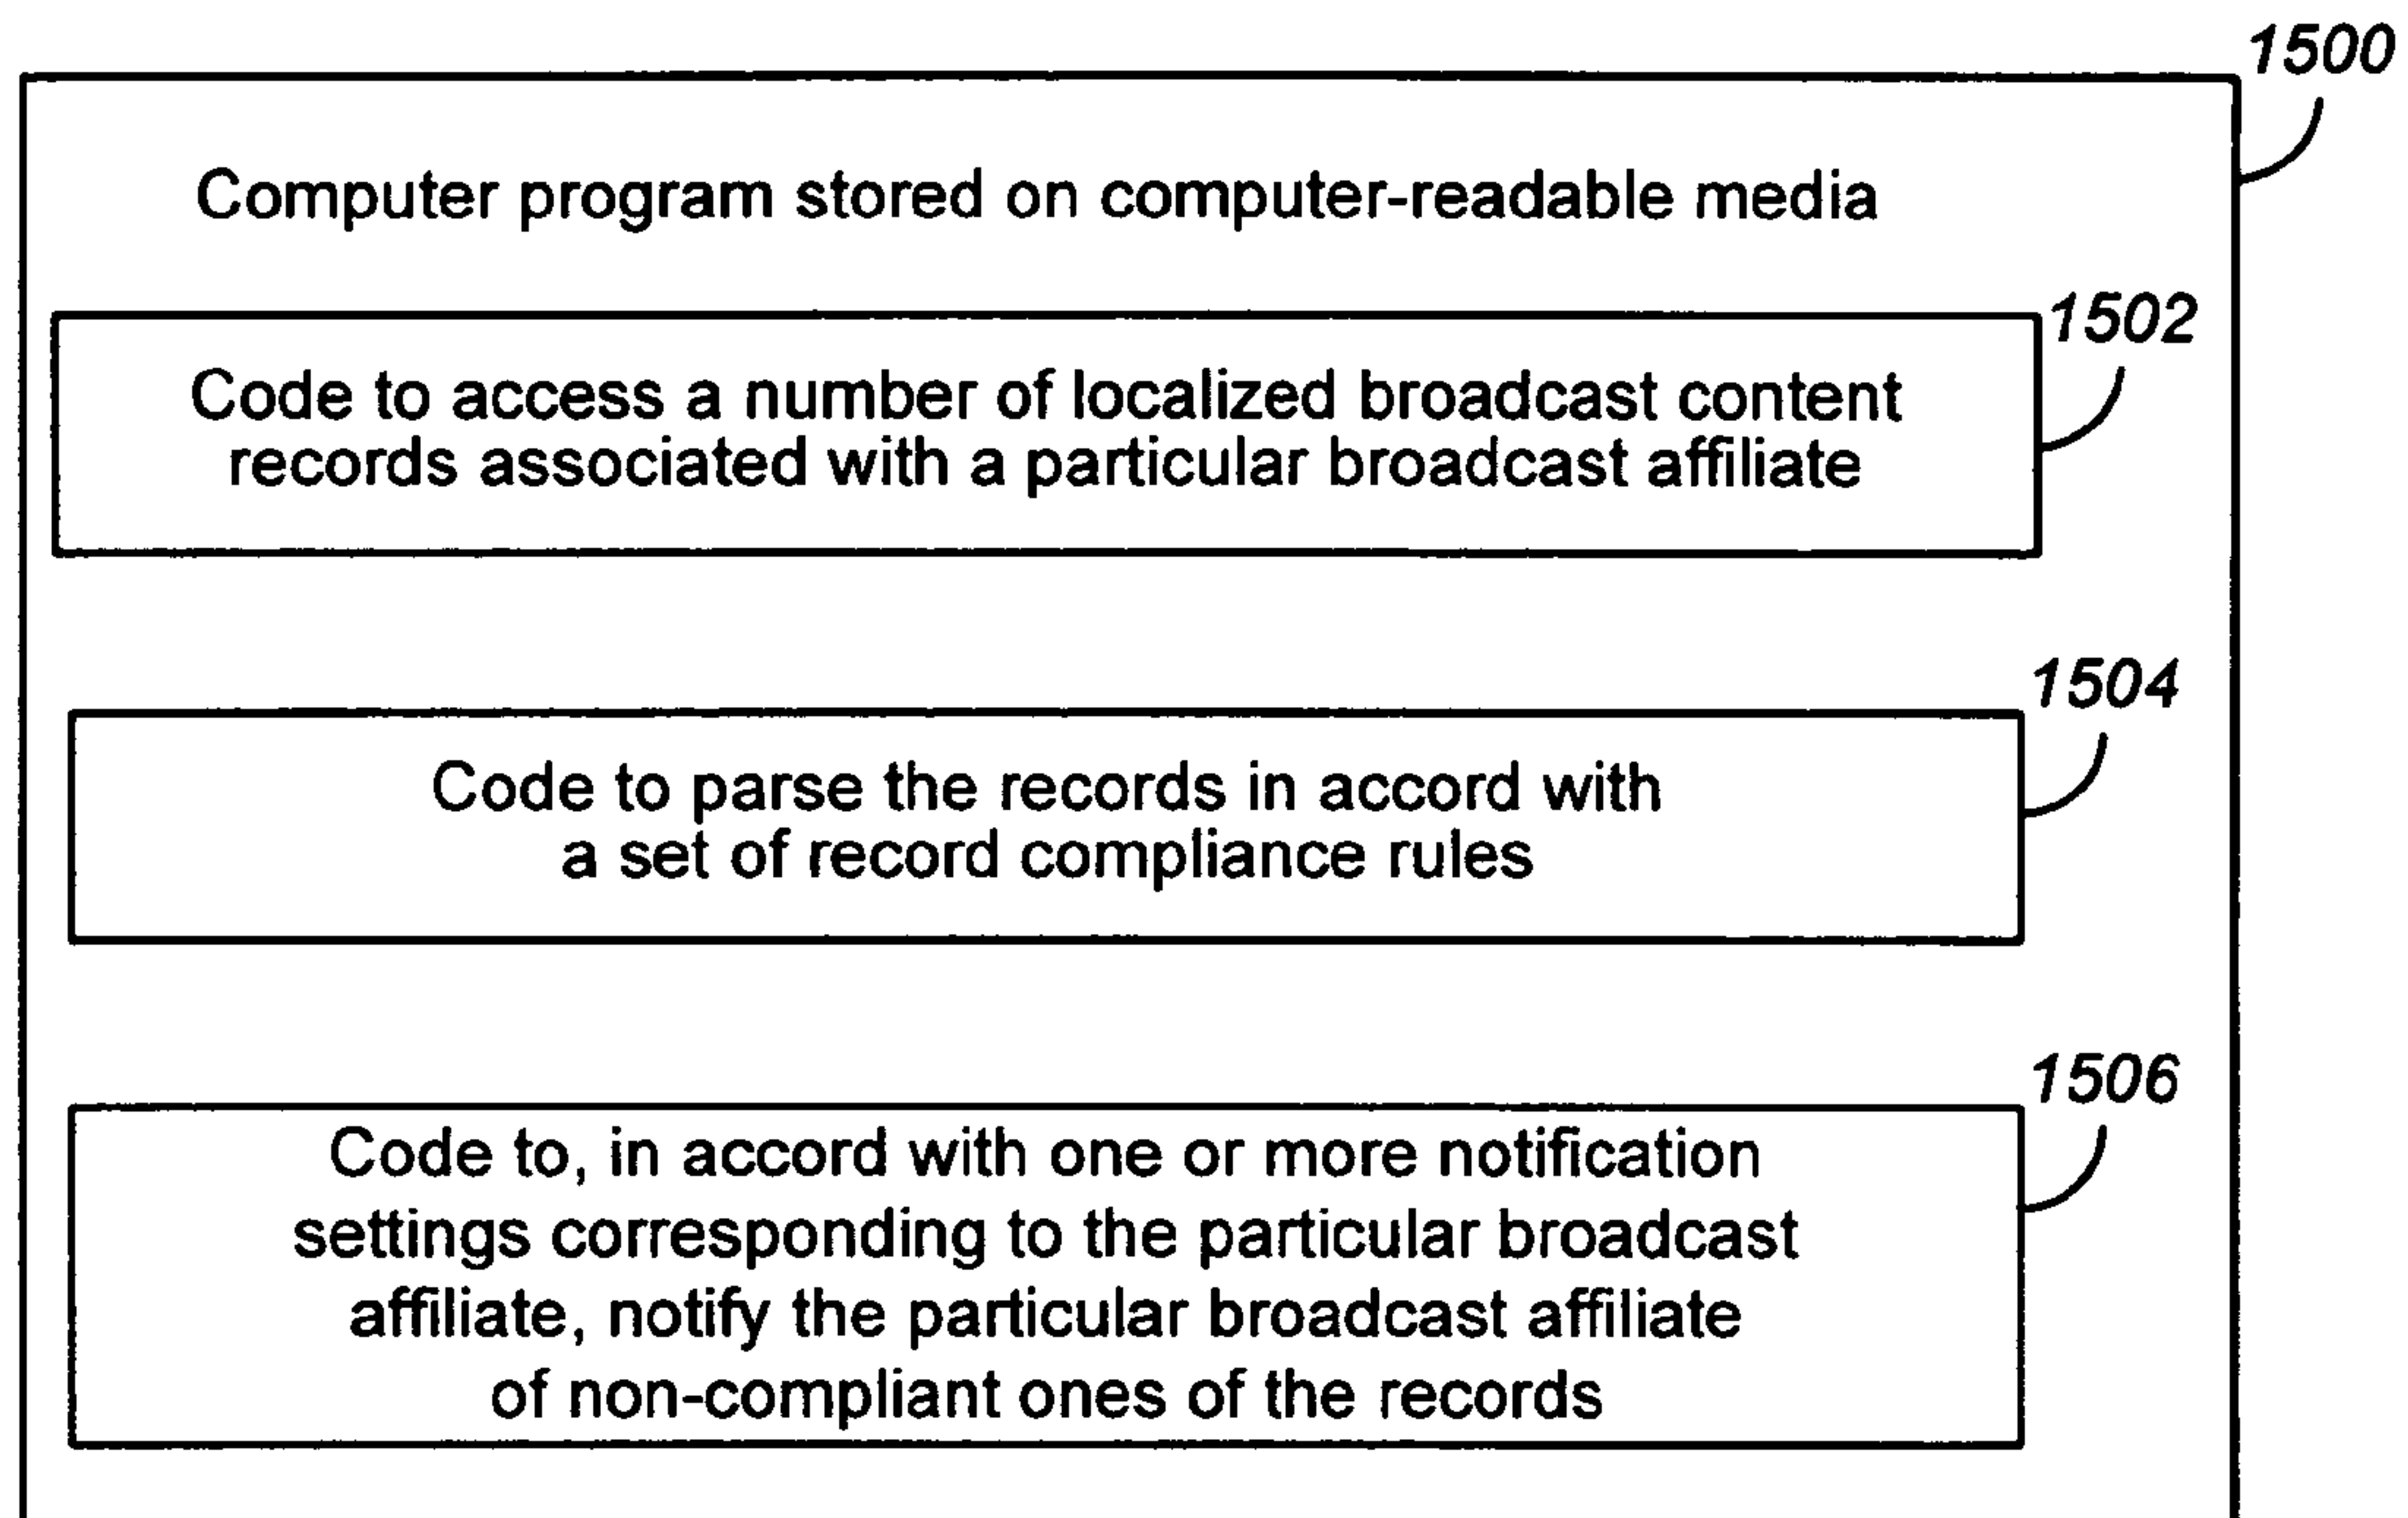 1500
Computer program stored on computer-readable media
1502
Code to access a number of localized broadcast content
records associated with a particular broadcast affiliate
1504
Code to parse the records in accord with
a set of record compliance rules
1506
Code to, in accord with one or more notification
settings corresponding to the particular broadcast
affiliate, notify the particular broadcast affiliate
of non-compliant ones of the records